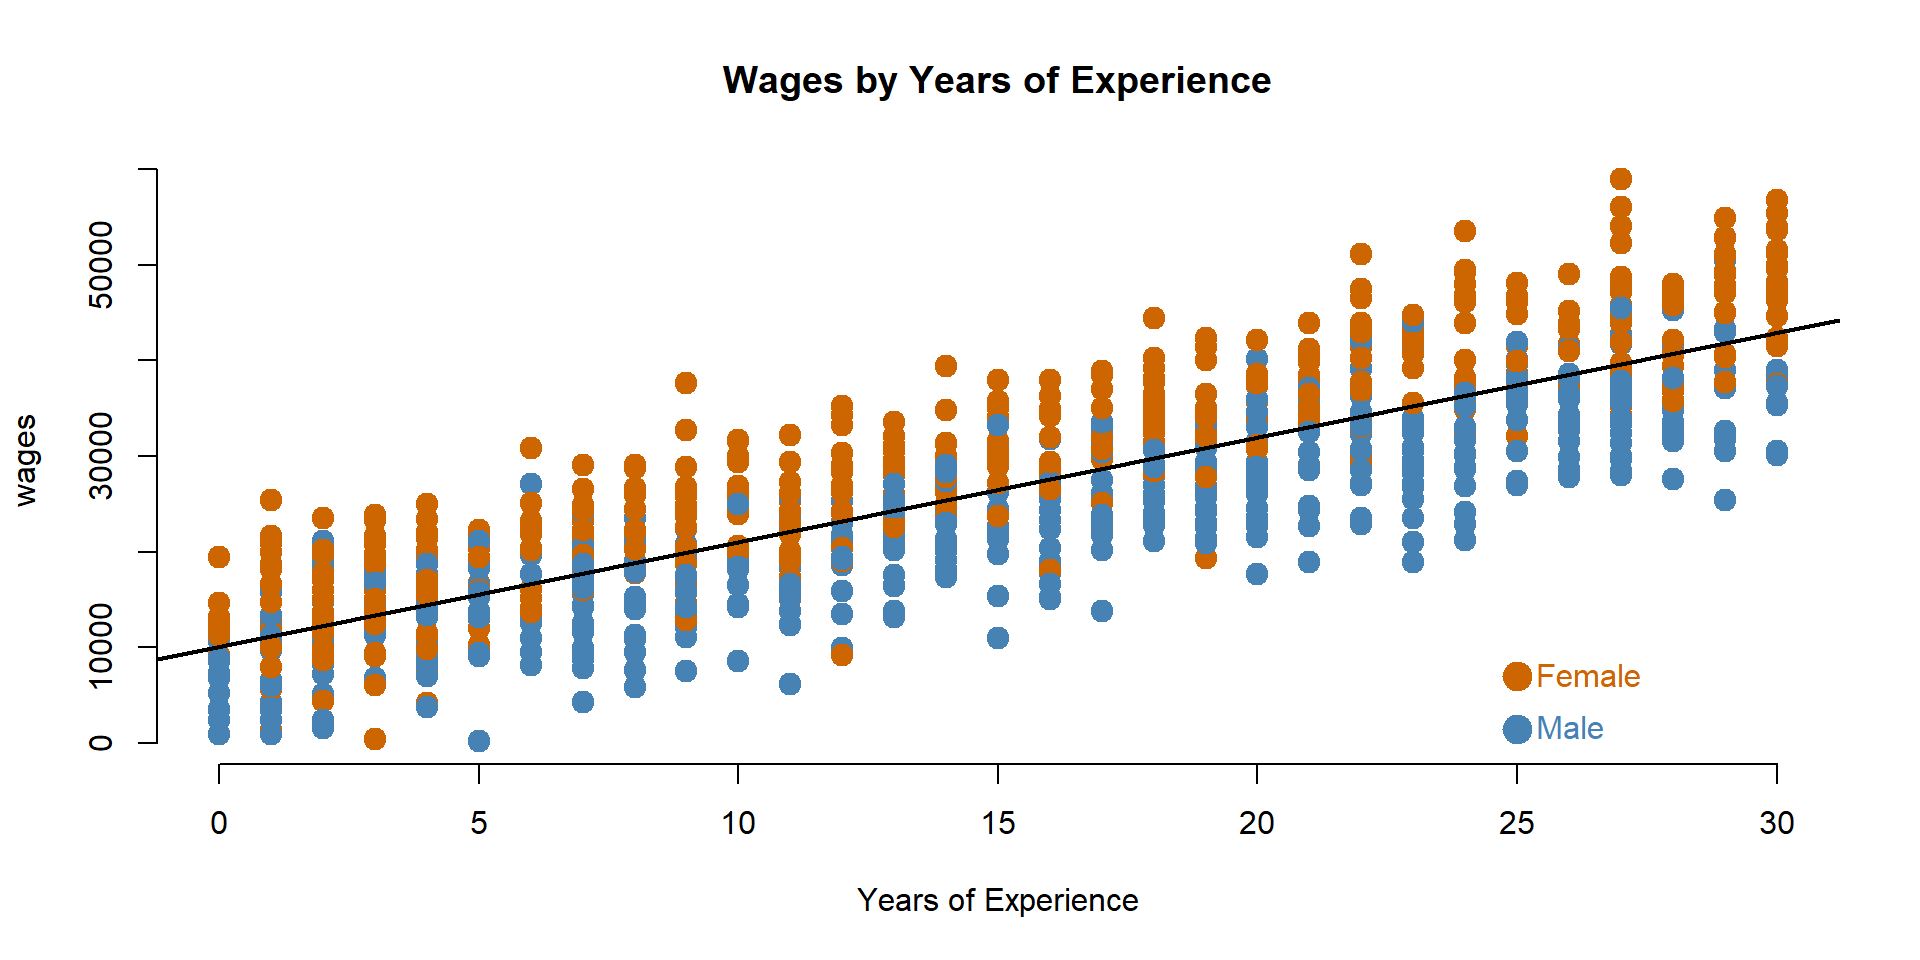 Wages by Years of Experience
wages
50000
30000
10000
0
Female
Male
0 5 10 15 20 25 30
Years of Experience